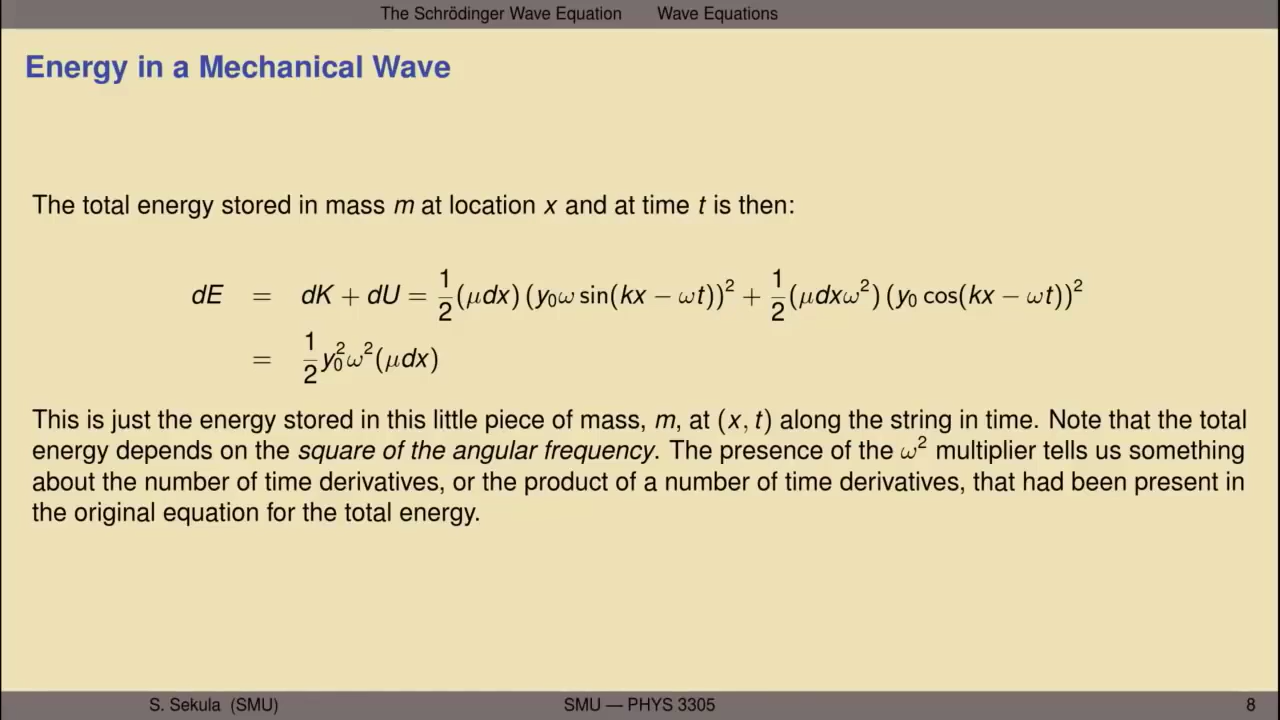 The Schrödinger Wave Equation Wave Equations
Energy in a Mechanical Wave
The total energy stored in mass m at location x and at time t is then:
dE = dK + dU = 1/2 (μdx) (y₀ω sin(kx − ωt))² + 1/2 (μdxω²) (y₀ cos(kx − ωt))²
= 1/2 y₀²ω²(μdx)
This is just the energy stored in this little piece of mass, m, at (x, t) along the string in time. Note that the total
energy depends on the square of the angular frequency. The presence of the ω² multiplier tells us something
about the number of time derivatives, or the product of a number of time derivatives, that had been present in
the original equation for the total energy.
S. Sekula (SMU) SMU — PHYS 3305 8